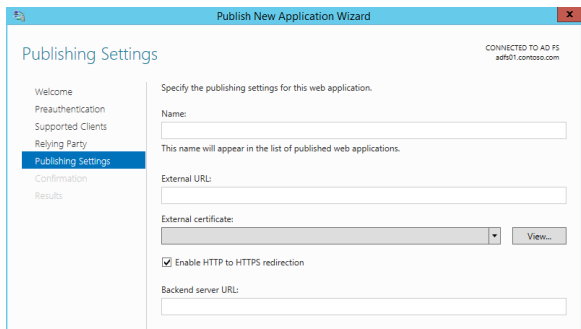 Publish New Application Wizard
x
Publishing Settings
CONNECTED TO AD FS
adfs01.contoso.com
Welcome
Preauthentication
Supported Clients
Relying Party
Publishing Settings
Confirmation
Results
Specify the publishing settings for this web application.
Name:
This name will appear in the list of published web applications.
External URL:
External certificate:
View...
Enable HTTP to HTTPS redirection
Backend server URL: